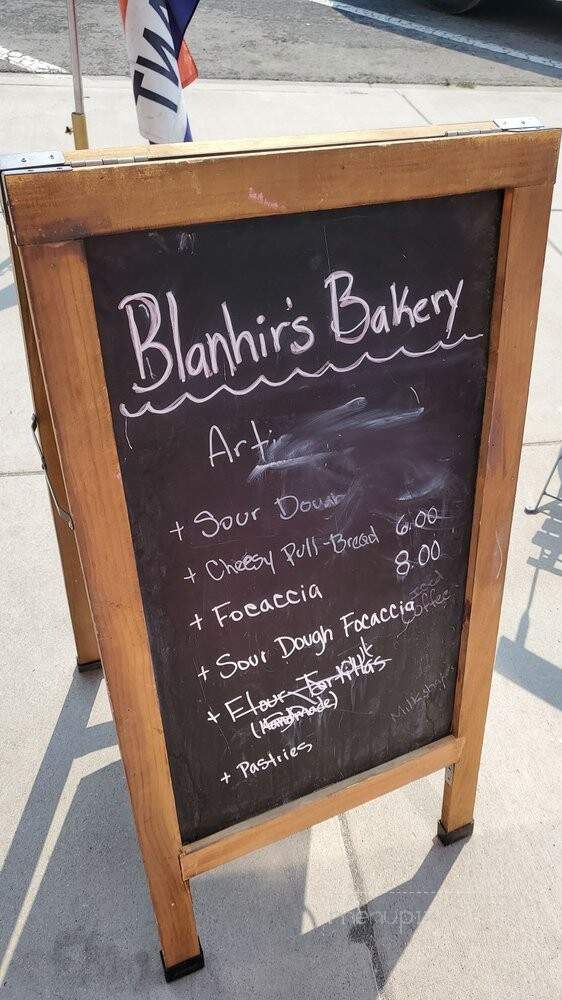 Blanhir's Bakery
+ Sour Dough
+ Cheesy Pull-Bread 6.00
+ Focaccia 8.00
+ Sour Dough Focaccia
Iced
Coffee
+ Flour Tortillas
(Handmade)
+ Pastries